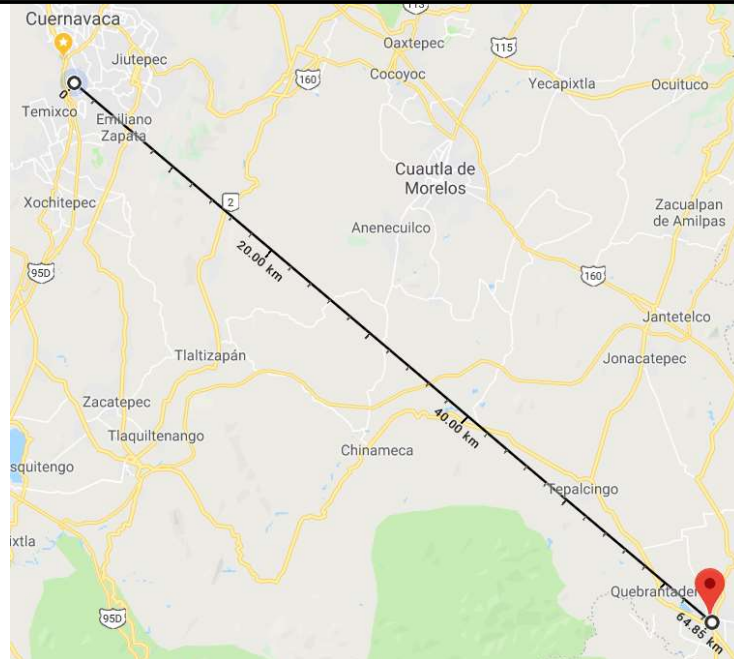 113
Cuernavaca
Oaxtepec
115
Jiutepec
Cocoyoc
160
Yecapixtla
Ocuituco
0
Temixco
Emiliano
Zapata
Cuautla de
Morelos
Xochitepec
2
Zacualpan
de Amilpas
Anenecuilco
20.00 km
95D
160
Jantetelco
Tlaltizapán
Jonacatepec
Zacatepec
40.00 km
Tlaquiltenango
Chinameca
squitengo
Tepalcingo
ixtla
Quebrantader
95D
64.85 km